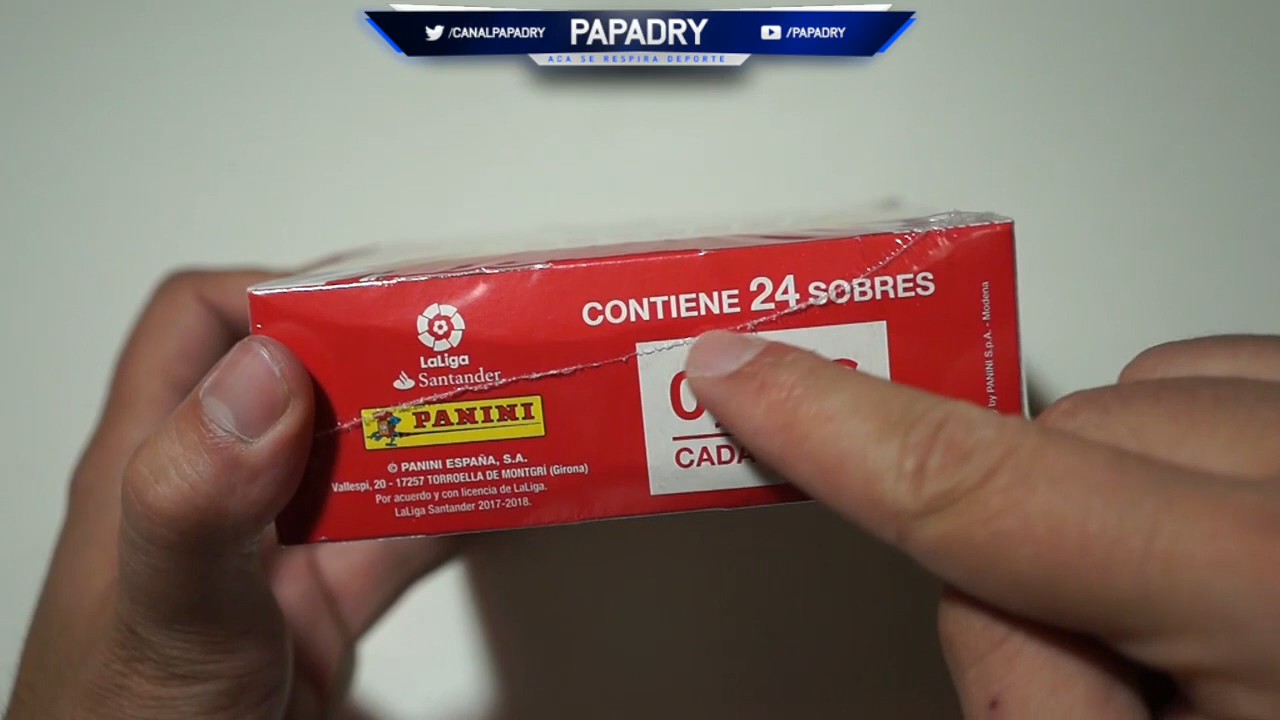 /CANALPAPADRY
PAPADRY
/PAPADRY
ACA SE RESPIRA DEPORTE
CONTIENE 24 SOBRES
LaLiga
Santander
PANINI
© PANINI ESPAÑA, S.A.
Vallespi, 20 - 17257 TORROELLA DE MONTGRÍ (Girona)
Por acuerdo y con licencia de LaLiga.
LaLiga Santander 2017-2018.
CADA
by PANINI S.p.A. - Modena